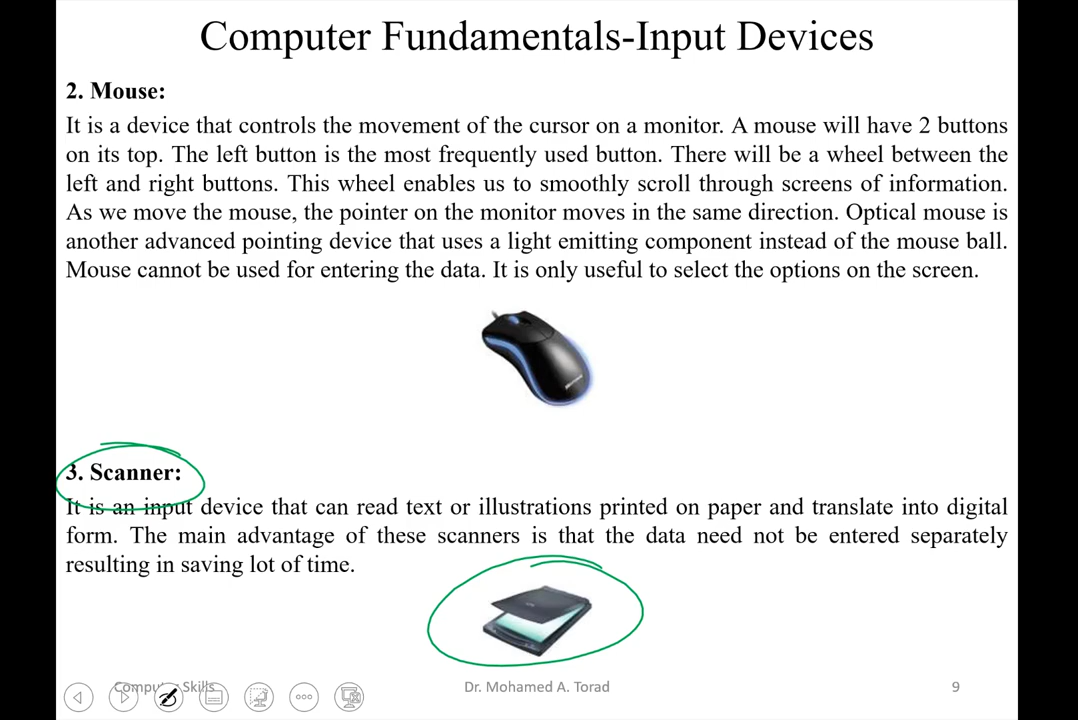 Computer Fundamentals-Input Devices
2. Mouse:
It is a device that controls the movement of the cursor on a monitor. A mouse will have 2 buttons
on its top. The left button is the most frequently used button. There will be a wheel between the
left and right buttons. This wheel enables us to smoothly scroll through screens of information.
As we move the mouse, the pointer on the monitor moves in the same direction. Optical mouse is
another advanced pointing device that uses a light emitting component instead of the mouse ball.
Mouse cannot be used for entering the data. It is only useful to select the options on the screen.
3. Scanner:
It is an input device that can read text or illustrations printed on paper and translate into digital
form. The main advantage of these scanners is that the data need not be entered separately
resulting in saving lot of time.
Computer Skills
Dr. Mohamed A. Torad
9